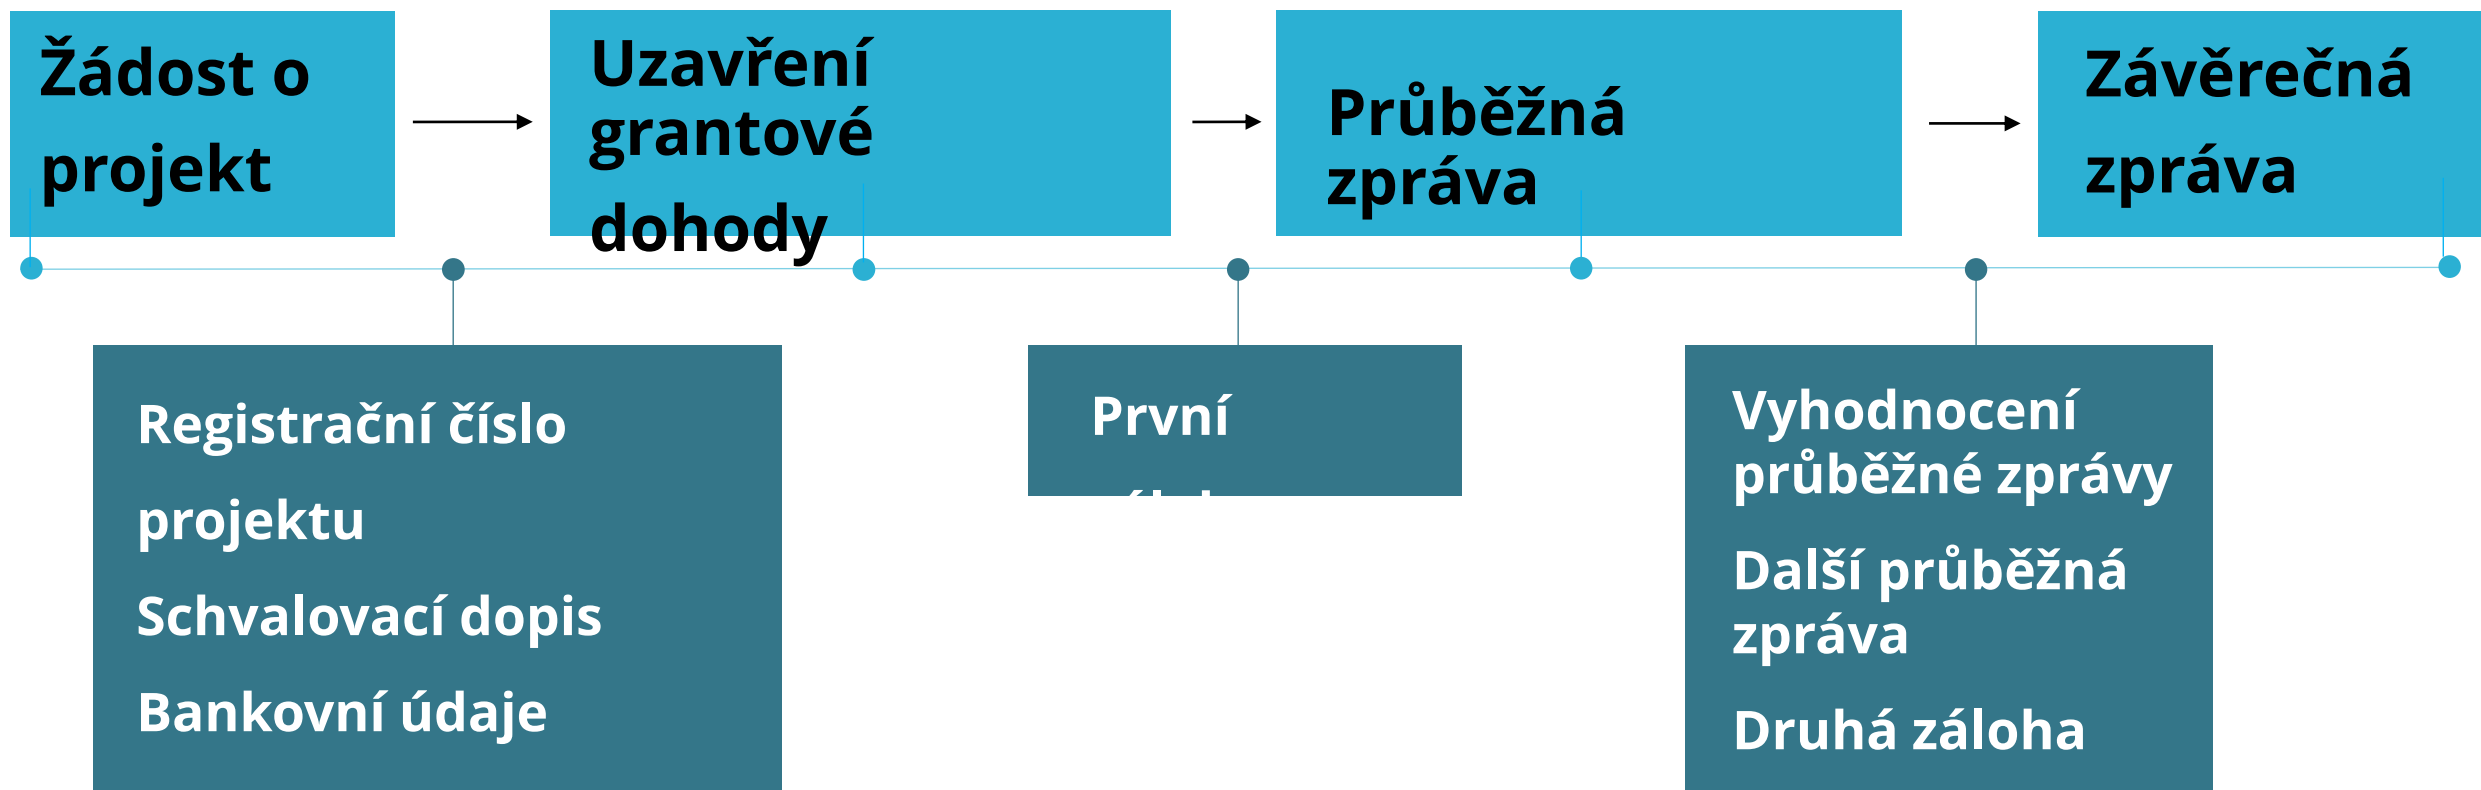 Žádost o
projekt
Uzavření
grantové
dohody
Průběžná
zpráva
Závěrečná
zpráva
Registrační číslo
projektu
Schvalovací dopis
Bankovní údaje
První
Vyhodnocení
průběžné zprávy
Další průběžná
zpráva
Druhá záloha